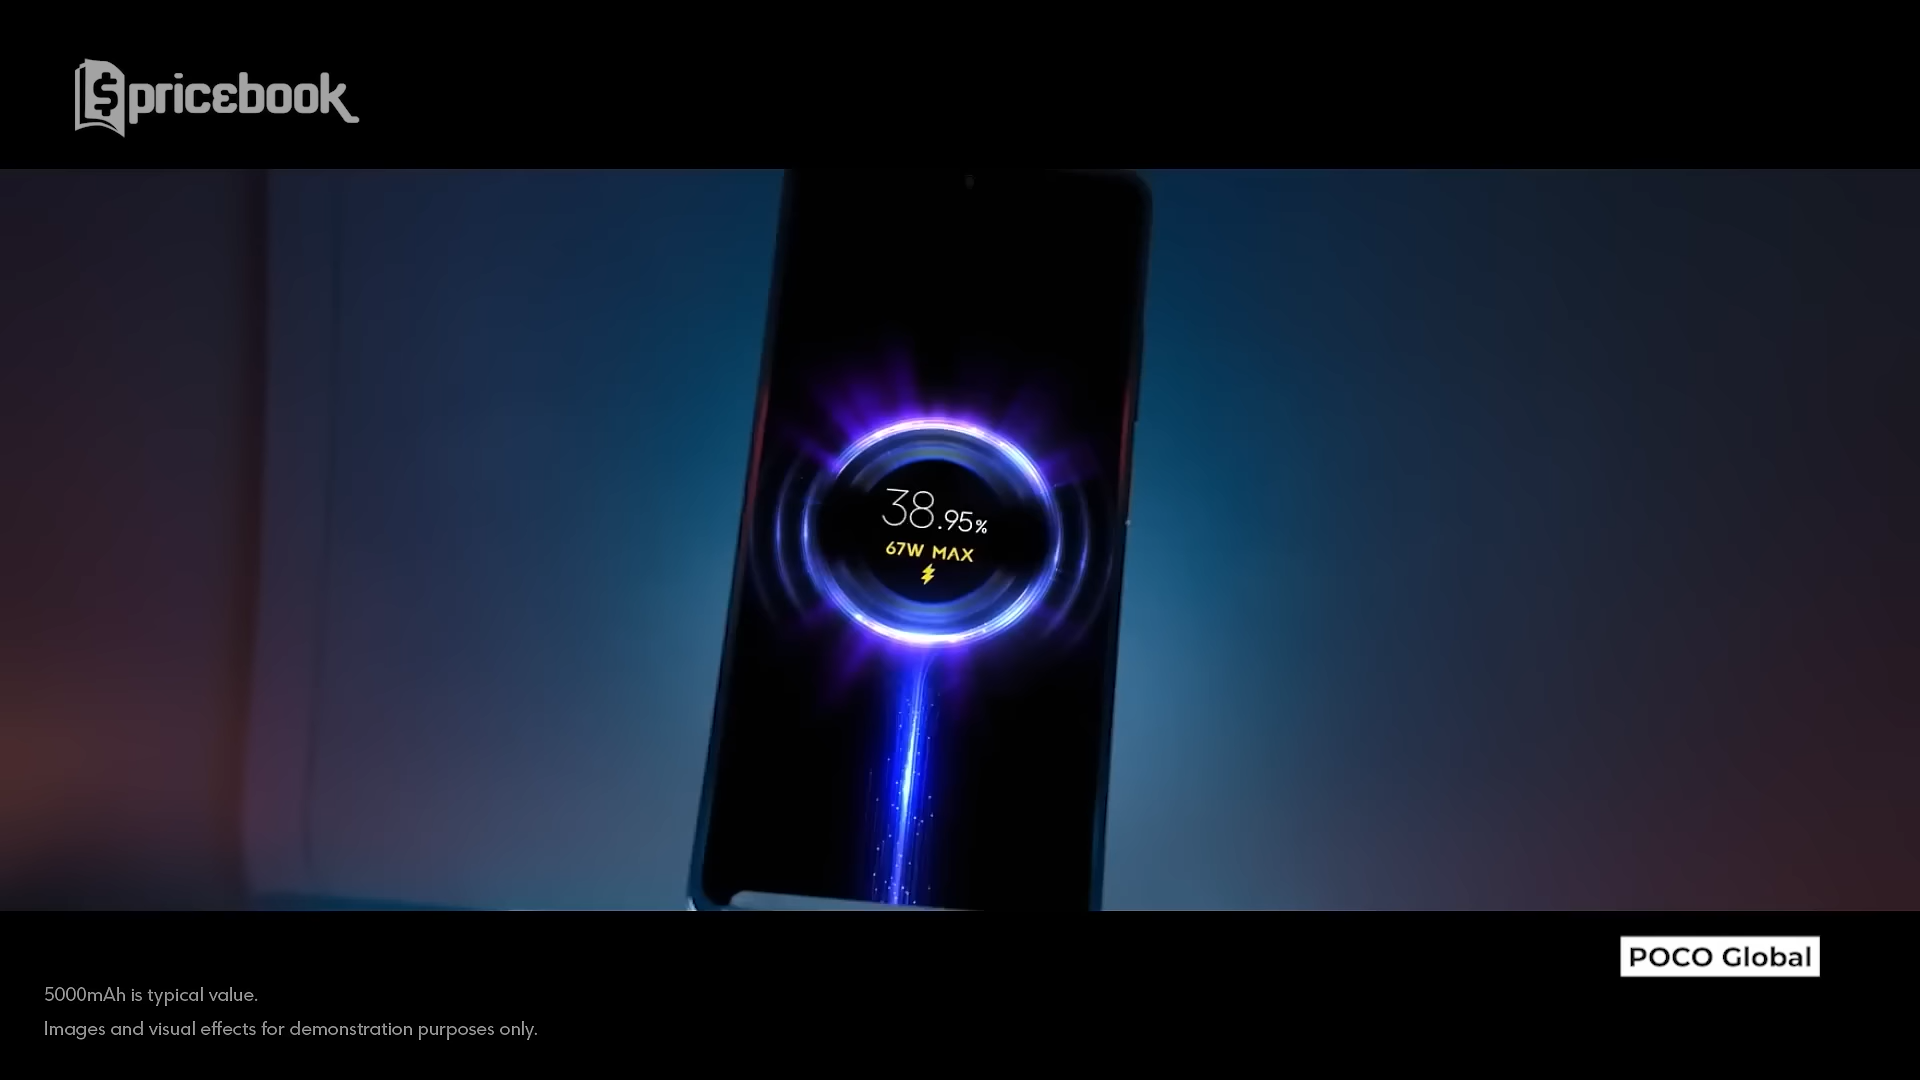 pricebook
38.95%
67W MAX
POCO Global
5000mAh is typical value.
Images and visual effects for demonstration purposes only.